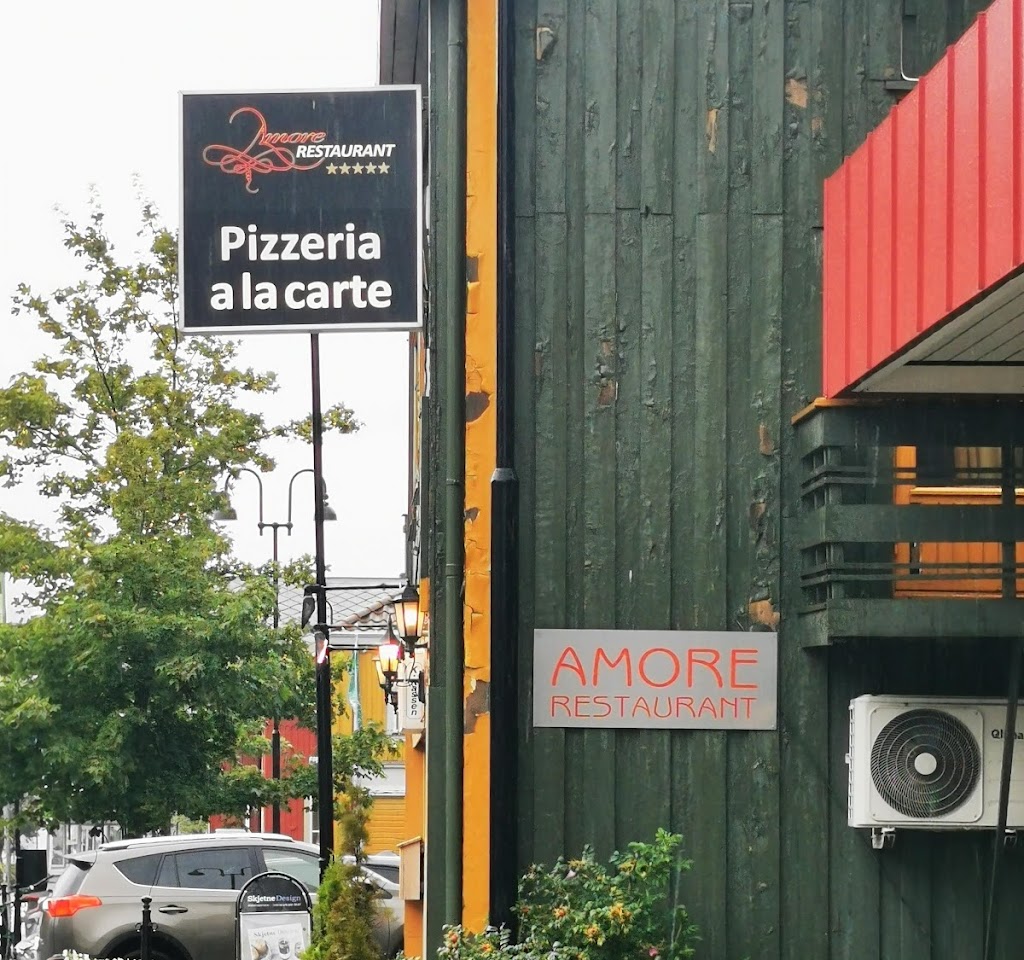 Amore
RESTAURANT
Pizzeria
a la carte
AMORE
RESTAURANT
Skjetne Design